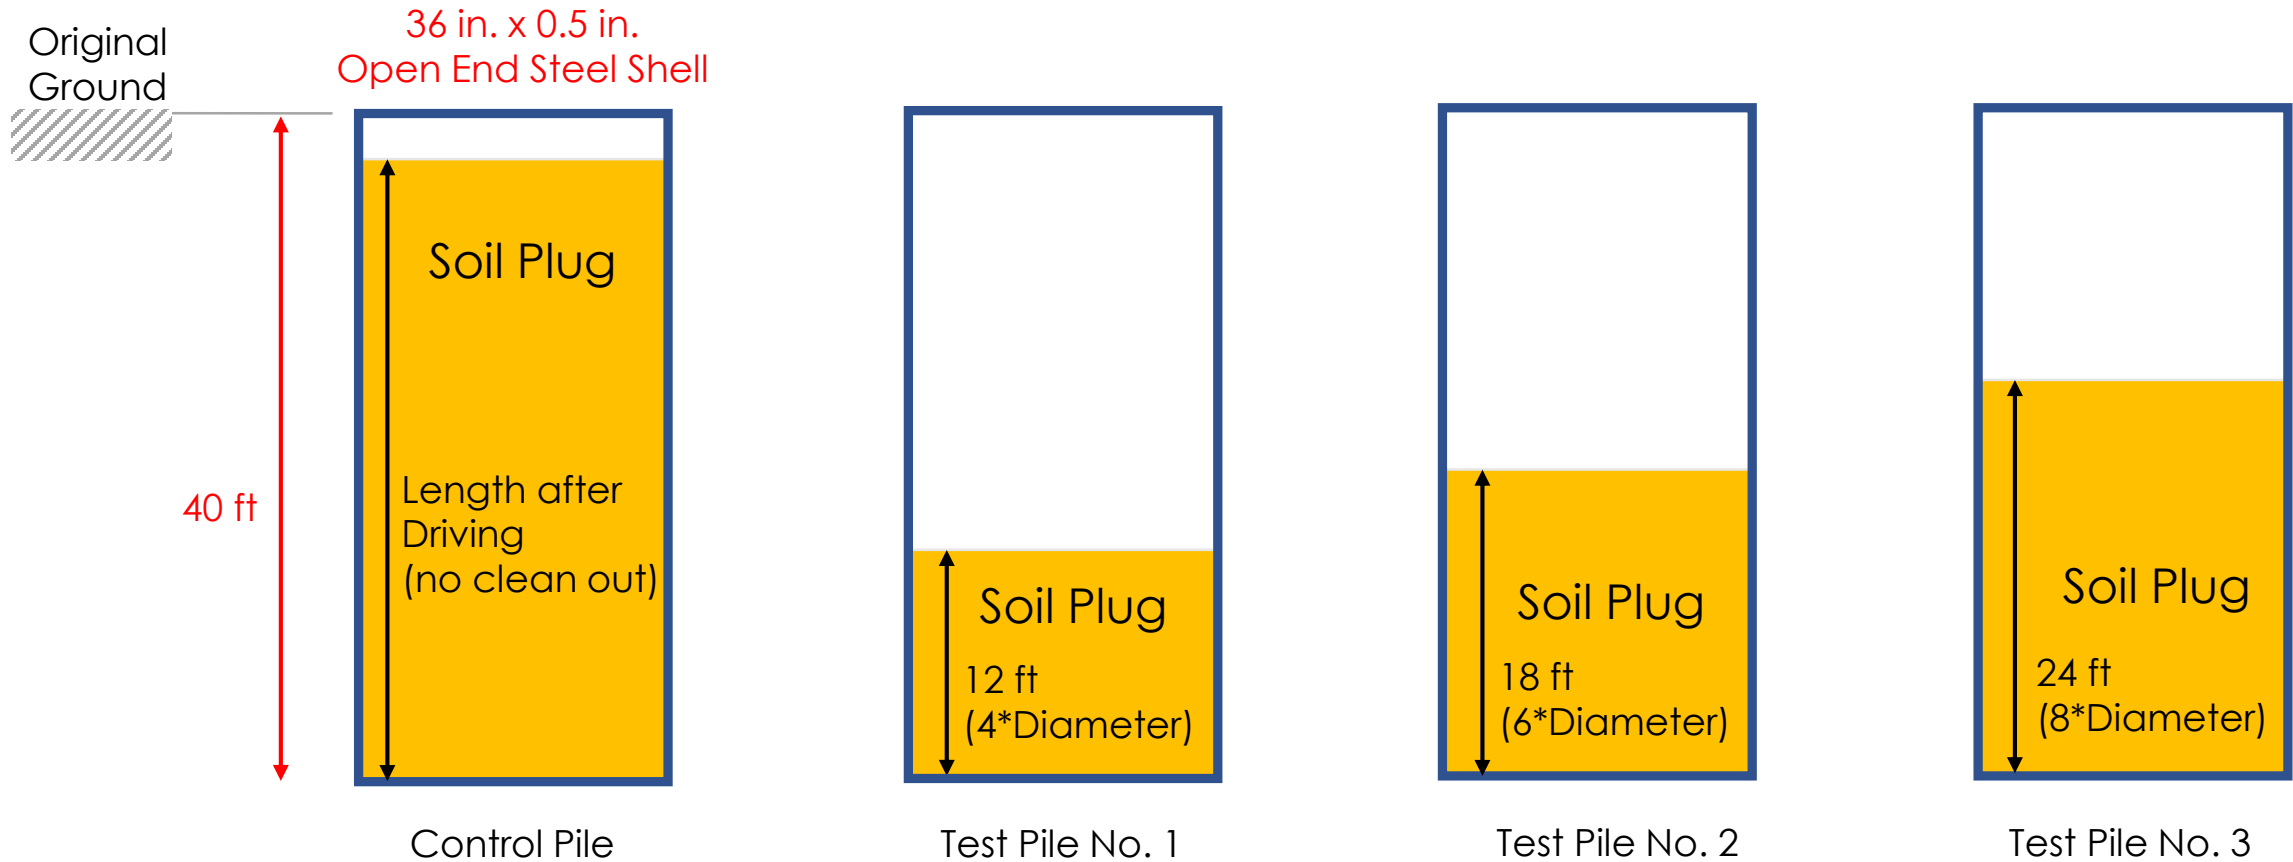 Original
Ground
36 in. x 0.5 in.
Open End Steel Shell
40 ft
Soil Plug
Length after
Driving
(no clean out)
Control Pile
Soil Plug
12 ft
(4*Diameter)
Test Pile No. 1
Soil Plug
18 ft
(6*Diameter)
Test Pile No. 2
Soil Plug
24 ft
(8*Diameter)
Test Pile No. 3